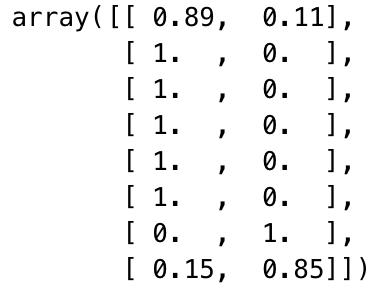 array([[ 0.89,  0.11],
       [ 1.  ,  0.  ],
       [ 1.  ,  0.  ],
       [ 1.  ,  0.  ],
       [ 1.  ,  0.  ],
       [ 1.  ,  0.  ],
       [ 0.  ,  1.  ],
       [ 0.15,  0.85]])